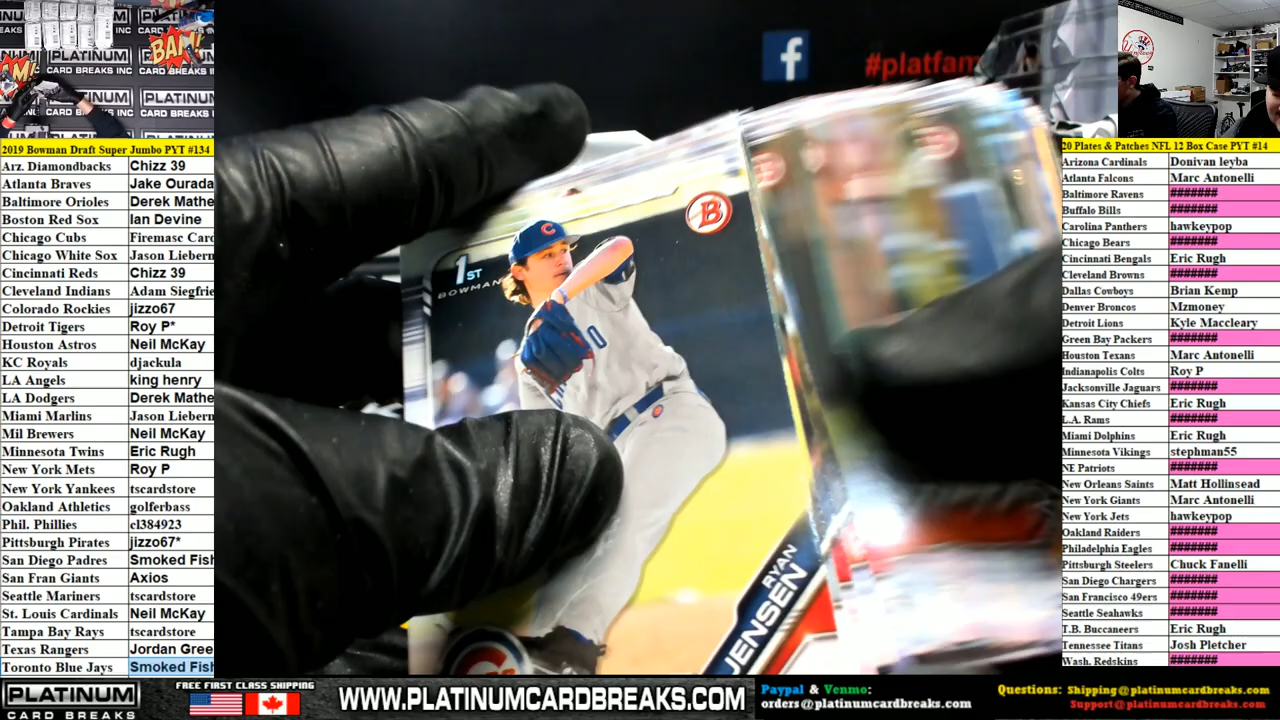 PLATINUM
CARD BREAKS INC
BAM!
PLATINUM
CARD BREAKS INC
f
#platfam
2019 Bowman Draft Super Jumbo PYT #134
Arz. Diamondbacks Chizz 39
Atlanta Braves Jake Ourada
Baltimore Orioles Derek Mathe
Boston Red Sox Ian Devine
Chicago Cubs Firemasc Card
Chicago White Sox Jason Liebern
Cincinnati Reds Chizz 39
Cleveland Indians Adam Siegfrie
Colorado Rockies jizzo67
Detroit Tigers Roy P*
Houston Astros Neil McKay
KC Royals djackula
LA Angels king henry
LA Dodgers Derek Mathe
Miami Marlins Jason Liebern
Mil Brewers Neil McKay
Minnesota Twins Eric Rugh
New York Mets Roy P
New York Yankees tscardstore
Oakland Athletics golferbass
Phil. Phillies cl384923
Pittsburgh Pirates jizzo67*
San Diego Padres Smoked Fish
San Fran Giants Axios
Seattle Mariners tscardstore
St. Louis Cardinals Neil McKay
Tampa Bay Rays tscardstore
Texas Rangers Jordan Gree
Toronto Blue Jays Smoked Fish
1ST
BOWMAN
B
C
RYAN
JENSEN
20 Plates & Patches NFL 12 Box Case PYT #14
Arizona Cardinals Donivan leyba
Atlanta Falcons Marc Antonelli
Baltimore Ravens #######
Buffalo Bills #######
Carolina Panthers hawkeypop
Chicago Bears #######
Cincinnati Bengals Eric Rugh
Cleveland Browns #######
Dallas Cowboys Brian Kemp
Denver Broncos Mzmoney
Detroit Lions Kyle Maccleary
Green Bay Packers #######
Houston Texans Marc Antonelli
Indianapolis Colts Roy P
Jacksonville Jaguars #######
Kansas City Chiefs Eric Rugh
L.A. Rams #######
Miami Dolphins Eric Rugh
Minnesota Vikings stephman55
NE Patriots #######
New Orleans Saints Matt Hollinsead
New York Giants Marc Antonelli
New York Jets hawkeypop
Oakland Raiders #######
Philadelphia Eagles #######
Pittsburgh Steelers Chuck Fanelli
San Diego Chargers #######
San Francisco 49ers #######
Seattle Seahawks #######
T.B. Buccaneers Eric Rugh
Tennessee Titans Josh Pletcher
Wash. Redskins #######
PLATINUM
CARD BREAKS
FREE FIRST CLASS SHIPPING
WWW.PLATINUMCARDBREAKS.COM
Paypal & Venmo:
orders@platinumcardbreaks.com
Questions: Shipping@platinumcardbreaks.com
Support@platinumcardbreaks.com